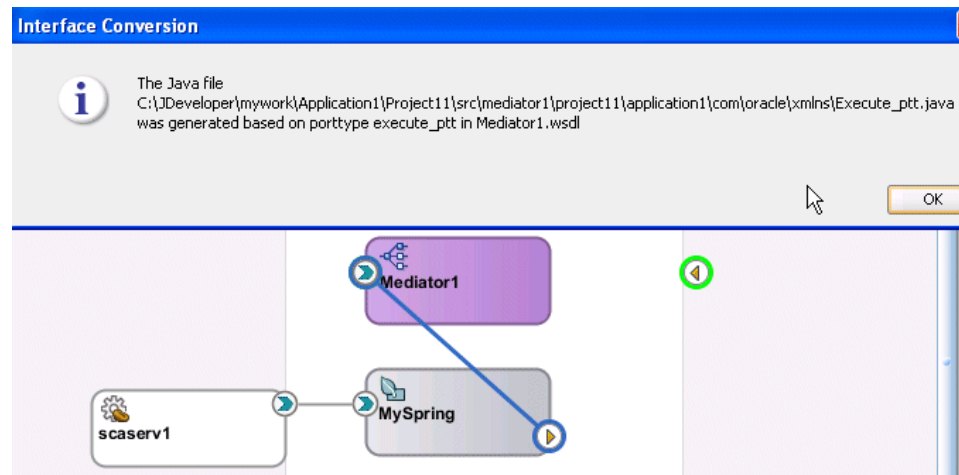 Interface Conversion
The Java file
C:\JDeveloper\mywork\Application1\Project11\src\mediator1\project11\application1\com\oracle\xmlns\Execute_ptt.java
was generated based on porttype execute_ptt in Mediator1.wsdl
OK
Mediator1
MySpring
scaserv1